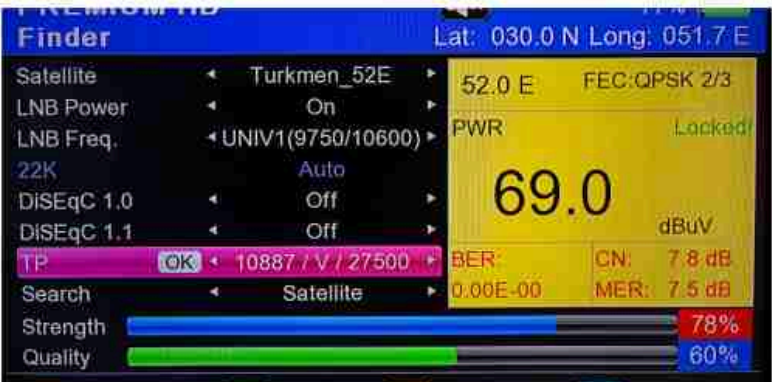 PREMIUM HD
Finder
Lat: 030.0 N Long: 051.7 E
Satellite Turkmen_52E
LNB Power On
LNB Freq. UNIV1(9750/10600)
22K Auto
DiSEqC 1.0 Off
DiSEqC 1.1 Off
TP OK 10887 / V / 27500
Search Satellite
Strength 78%
Quality 60%
52.0 E FEC:QPSK 2/3
PWR Locked
69.0
dBuV
BER: CN: 7.8 dB
0.00E-00 MER: 7.5 dB